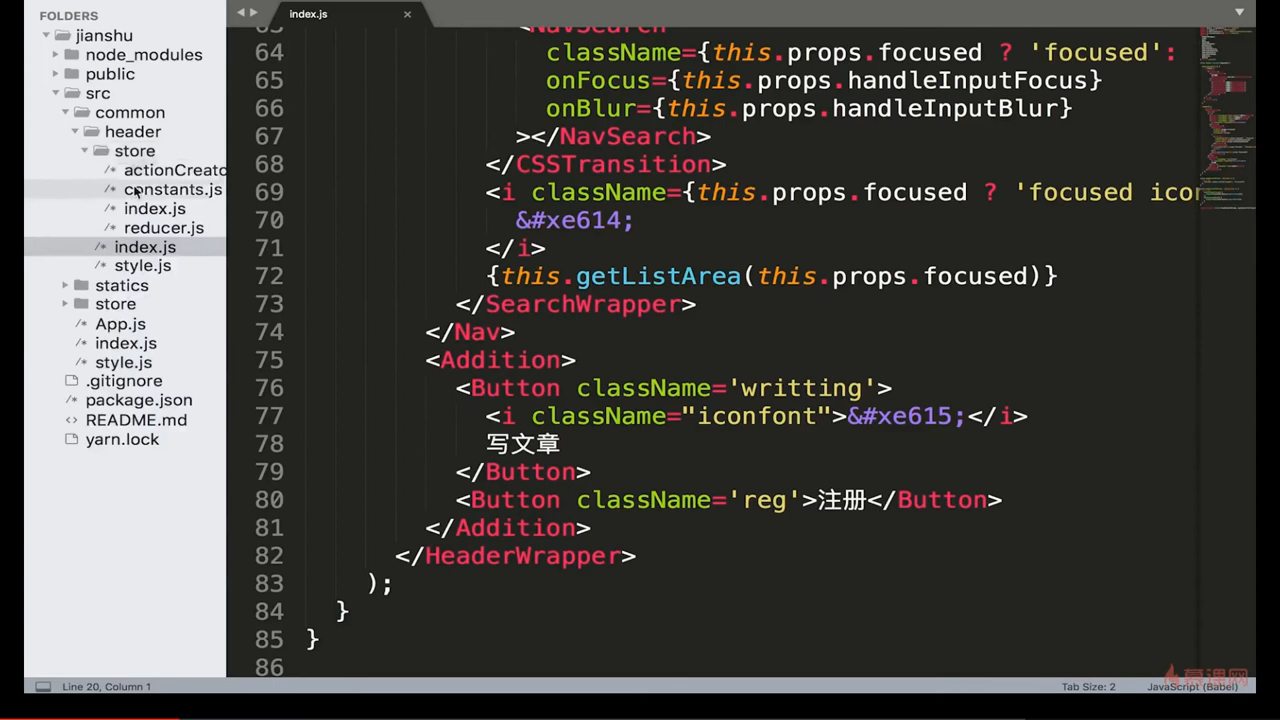 FOLDERS
jianshu
node_modules
public
src
common
header
store
actionCreato
constants.js
index.js
reducer.js
index.js
style.js
statics
store
App.js
index.js
style.js
.gitignore
package.json
README.md
yarn.lock
index.js
<NavSearch
64 className={this.props.focused ? 'focused':
65 onFocus={this.props.handleInputFocus}
66 onBlur={this.props.handleInputBlur}
67 ></NavSearch>
68 </CSSTransition>
69 <i className={this.props.focused ? 'focused icon
70 &#xe614;
71 </i>
72 {this.getListArea(this.props.focused)}
73 </SearchWrapper>
74 </Nav>
75 <Addition>
76 <Button className='writting'>
77 <i className="iconfont">&#xe615;</i>
78 写文章
79 </Button>
80 <Button className='reg'>注册</Button>
81 </Addition>
82 </HeaderWrapper>
83 );
84 }
85 }
86
慕课网
Line 20, Column 1
Tab Size: 2
JavaScript (Babel)